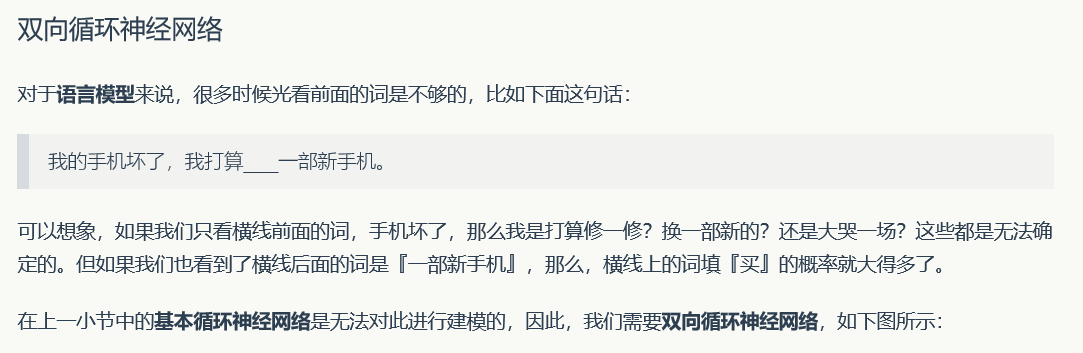 双向循环神经网络
对于语言模型来说，很多时候光看前面的词是不够的，比如下面这句话：
我的手机坏了，我打算____一部新手机。
可以想象，如果我们只看横线前面的词，手机坏了，那么我是打算修一修？换一部新的？还是大哭一场？这些都是无法确
定的。但如果我们也看到了横线后面的词是『一部新手机』，那么，横线上的词填『买』的概率就大得多了。
在上一小节中的基本循环神经网络是无法对此进行建模的，因此，我们需要双向循环神经网络，如下图所示：